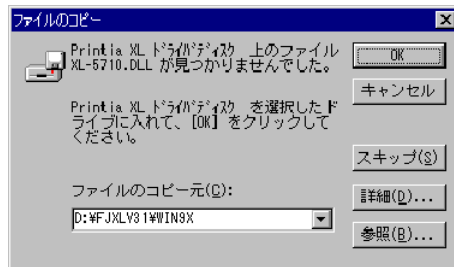 ファイルのコピー
Printia XL ﾄﾞﾗｲﾊﾞﾃﾞｨｽｸ 上のファイル
XL-5710.DLL が見つかりませんでした。
Printia XL ﾄﾞﾗｲﾊﾞﾃﾞｨｽｸ を選択したド
ライブに入れて、[OK] をクリックして
ください。
ファイルのコピー元(C):
D:¥FJXLV31¥WIN9X
OK
キャンセル
スキップ(S)
詳細(D)...
参照(B)...